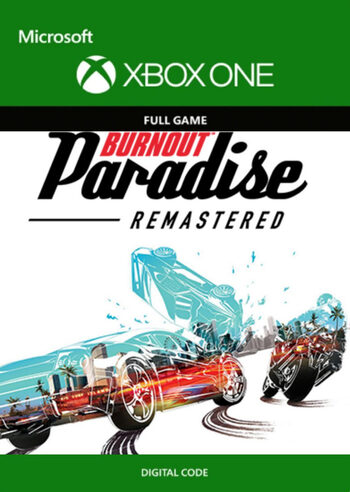 Microsoft
XBOX ONE
FULL GAME
BURNOUT
Paradise
REMASTERED
DIGITAL CODE